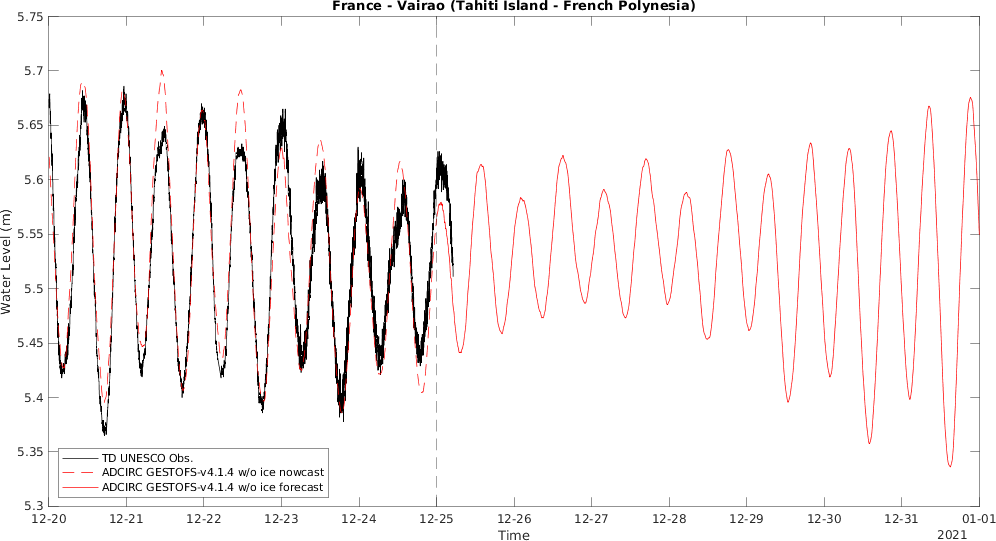 France - Vairao (Tahiti Island - French Polynesia)
5.75
5.7
5.65
5.6
5.55
5.5
5.45
5.4
5.35
5.3
Water Level (m)
TD UNESCO Obs.
ADCIRC GESTOFS-v4.1.4 w/o ice nowcast
ADCIRC GESTOFS-v4.1.4 w/o ice forecast
12-20 12-21 12-22 12-23 12-24 12-25 12-26 12-27 12-28 12-29 12-30 12-31 01-01
Time
2021